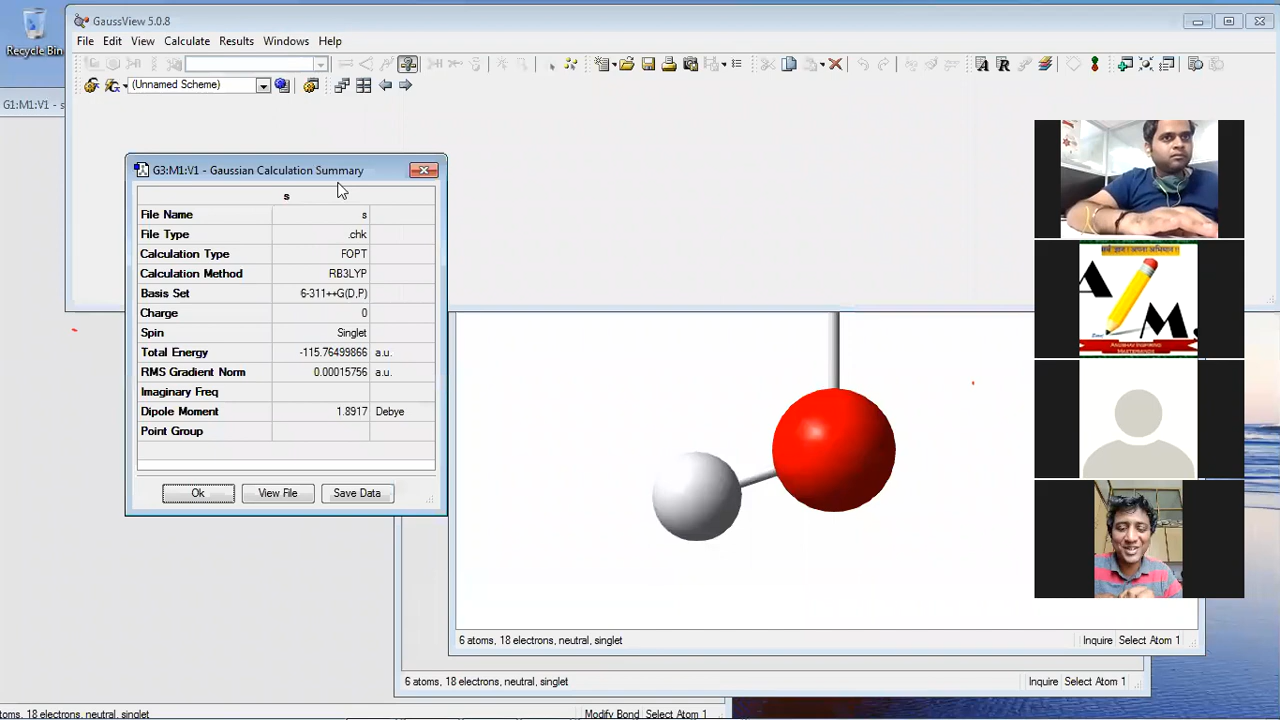 GaussView 5.0.8
Recycle Bin
File Edit View Calculate Results Windows Help
(Unnamed Scheme)
G1:M1:V1 - s
G3:M1:V1 - Gaussian Calculation Summary
s
File Name s
File Type .chk
Calculation Type FOPT
Calculation Method RB3LYP
Basis Set 6-311++G(D,P)
Charge 0
Spin Singlet
Total Energy -115.76499866 a.u.
RMS Gradient Norm 0.00015756 a.u.
Imaginary Freq
Dipole Moment 1.8917 Debye
Point Group
Ok View File Save Data
A
M
6 atoms, 18 electrons, neutral, singlet Inquire Select Atom 1
6 atoms, 18 electrons, neutral, singlet Inquire Select Atom 1
toms, 18 electrons, neutral, singlet Modify Bond Select Atom 1